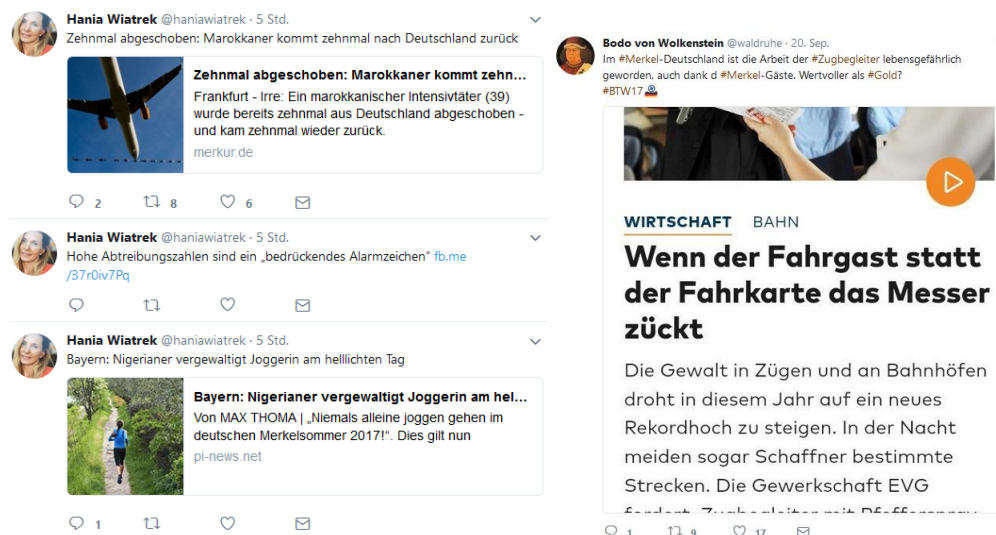 Hania Wiatrek @haniawiatrek · 5 Std.
Zehnmal abgeschoben: Marokkaner kommt zehnmal nach Deutschland zurück
Zehnmal abgeschoben: Marokkaner kommt zehn...
Frankfurt - Irre: Ein marokkanischer Intensivtäter (39)
wurde bereits zehnmal aus Deutschland abgeschoben -
und kam zehnmal wieder zurück.
merkur.de
2 8 6
Hania Wiatrek @haniawiatrek · 5 Std.
Hohe Abtreibungszahlen sind ein „bedrückendes Alarmzeichen“ fb.me
/37r0iv7Pq
Hania Wiatrek @haniawiatrek · 5 Std.
Bayern: Nigerianer vergewaltigt Joggerin am helllichten Tag
Bayern: Nigerianer vergewaltigt Joggerin am hel...
Von MAX THOMA | „Niemals alleine joggen gehen im
deutschen Merkelsommer 2017!“. Dies gilt nun
pi-news.net
1
Bodo von Wolkenstein @waldruhe · 20. Sep.
Im #Merkel-Deutschland ist die Arbeit der #Zugbegleiter lebensgefährlich
geworden, auch dank d #Merkel-Gäste. Wertvoller als #Gold?
#BTW17
WIRTSCHAFT BAHN
Wenn der Fahrgast statt
der Fahrkarte das Messer
zückt
Die Gewalt in Zügen und an Bahnhöfen
droht in diesem Jahr auf ein neues
Rekordhoch zu steigen. In der Nacht
meiden sogar Schaffner bestimmte
Strecken. Die Gewerkschaft EVG
fordert, Zugbegleiter mit Pfefferspray
1 9 17